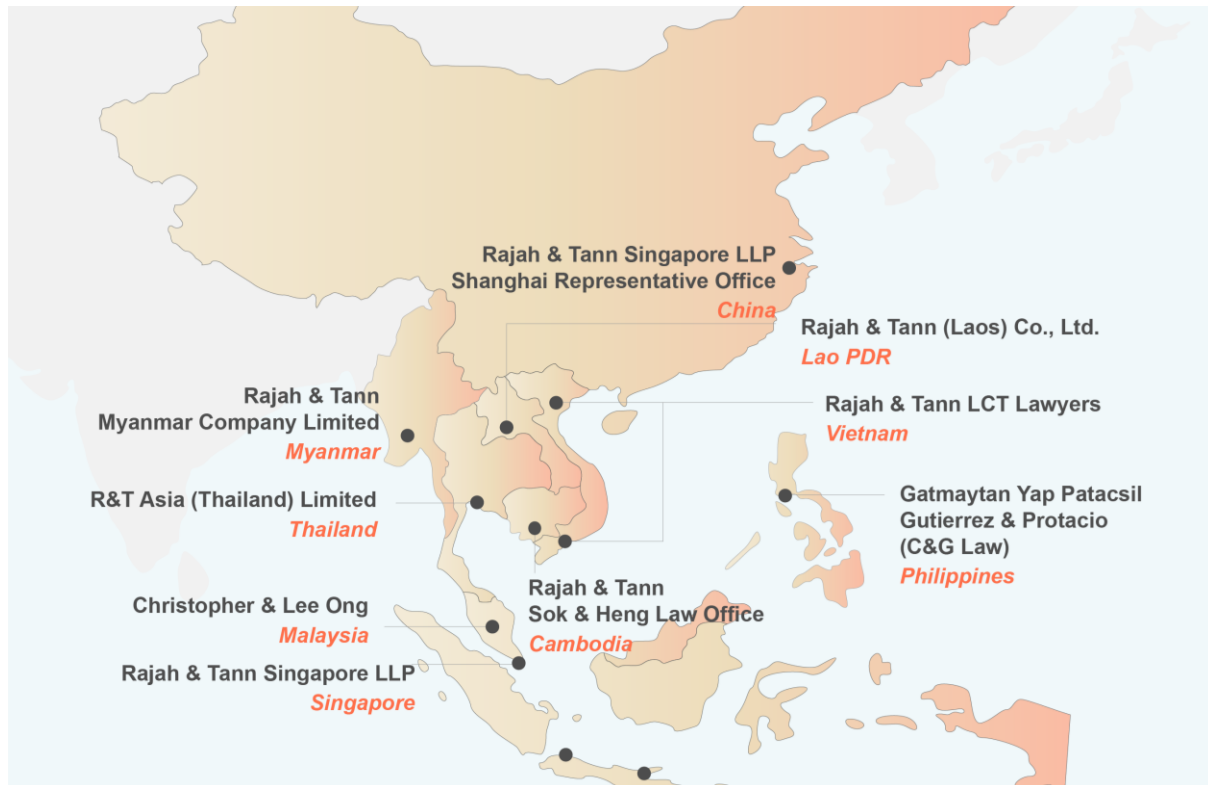 Rajah & Tann Singapore LLP
Shanghai Representative Office
China
Rajah & Tann (Laos) Co., Ltd.
Lao PDR
Rajah & Tann
Myanmar Company Limited
Myanmar
Rajah & Tann LCT Lawyers
Vietnam
R&T Asia (Thailand) Limited
Thailand
Gatmaytan Yap Patacsil
Gutierrez & Protacio
(C&G Law)
Philippines
Rajah & Tann
Sok & Heng Law Office
Cambodia
Christopher & Lee Ong
Malaysia
Rajah & Tann Singapore LLP
Singapore